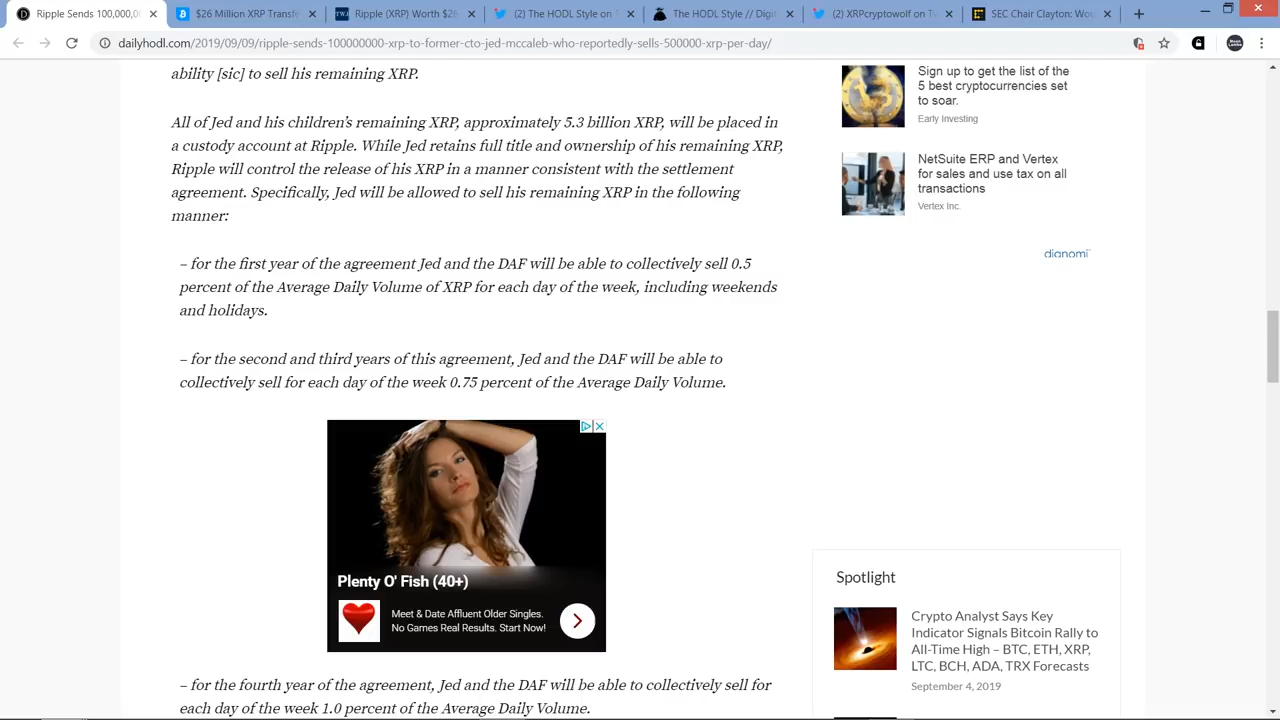 Ripple Sends 100,000,0
$26 Million XRP Transfe
Ripple (XRP) Worth $26
(2) The HODL Style on
The HODL Style // Digit
(2) XRPcryptowolf on Tw
SEC Chair Clayton: Wou
dailyhodl.com/2019/09/09/ripple-sends-100000000-xrp-to-former-cto-jed-mccaleb-who-reportedly-sells-500000-xrp-per-day/
ability [sic] to sell his remaining XRP.
All of Jed and his children's remaining XRP, approximately 5.3 billion XRP, will be placed in
a custody account at Ripple. While Jed retains full title and ownership of his remaining XRP,
Ripple will control the release of his XRP in a manner consistent with the settlement
agreement. Specifically, Jed will be allowed to sell his remaining XRP in the following
manner:
– for the first year of the agreement Jed and the DAF will be able to collectively sell 0.5
percent of the Average Daily Volume of XRP for each day of the week, including weekends
and holidays.
– for the second and third years of this agreement, Jed and the DAF will be able to
collectively sell for each day of the week 0.75 percent of the Average Daily Volume.
Plenty O' Fish (40+)
Meet & Date Affluent Older Singles.
No Games Real Results. Start Now!
– for the fourth year of the agreement, Jed and the DAF will be able to collectively sell for
each day of the week 1.0 percent of the Average Daily Volume.
Sign up to get the list of the
5 best cryptocurrencies set
to soar.
Early Investing
NetSuite ERP and Vertex
for sales and use tax on all
transactions
Vertex Inc.
dianomi
Spotlight
Crypto Analyst Says Key
Indicator Signals Bitcoin Rally to
All-Time High – BTC, ETH, XRP,
LTC, BCH, ADA, TRX Forecasts
September 4, 2019